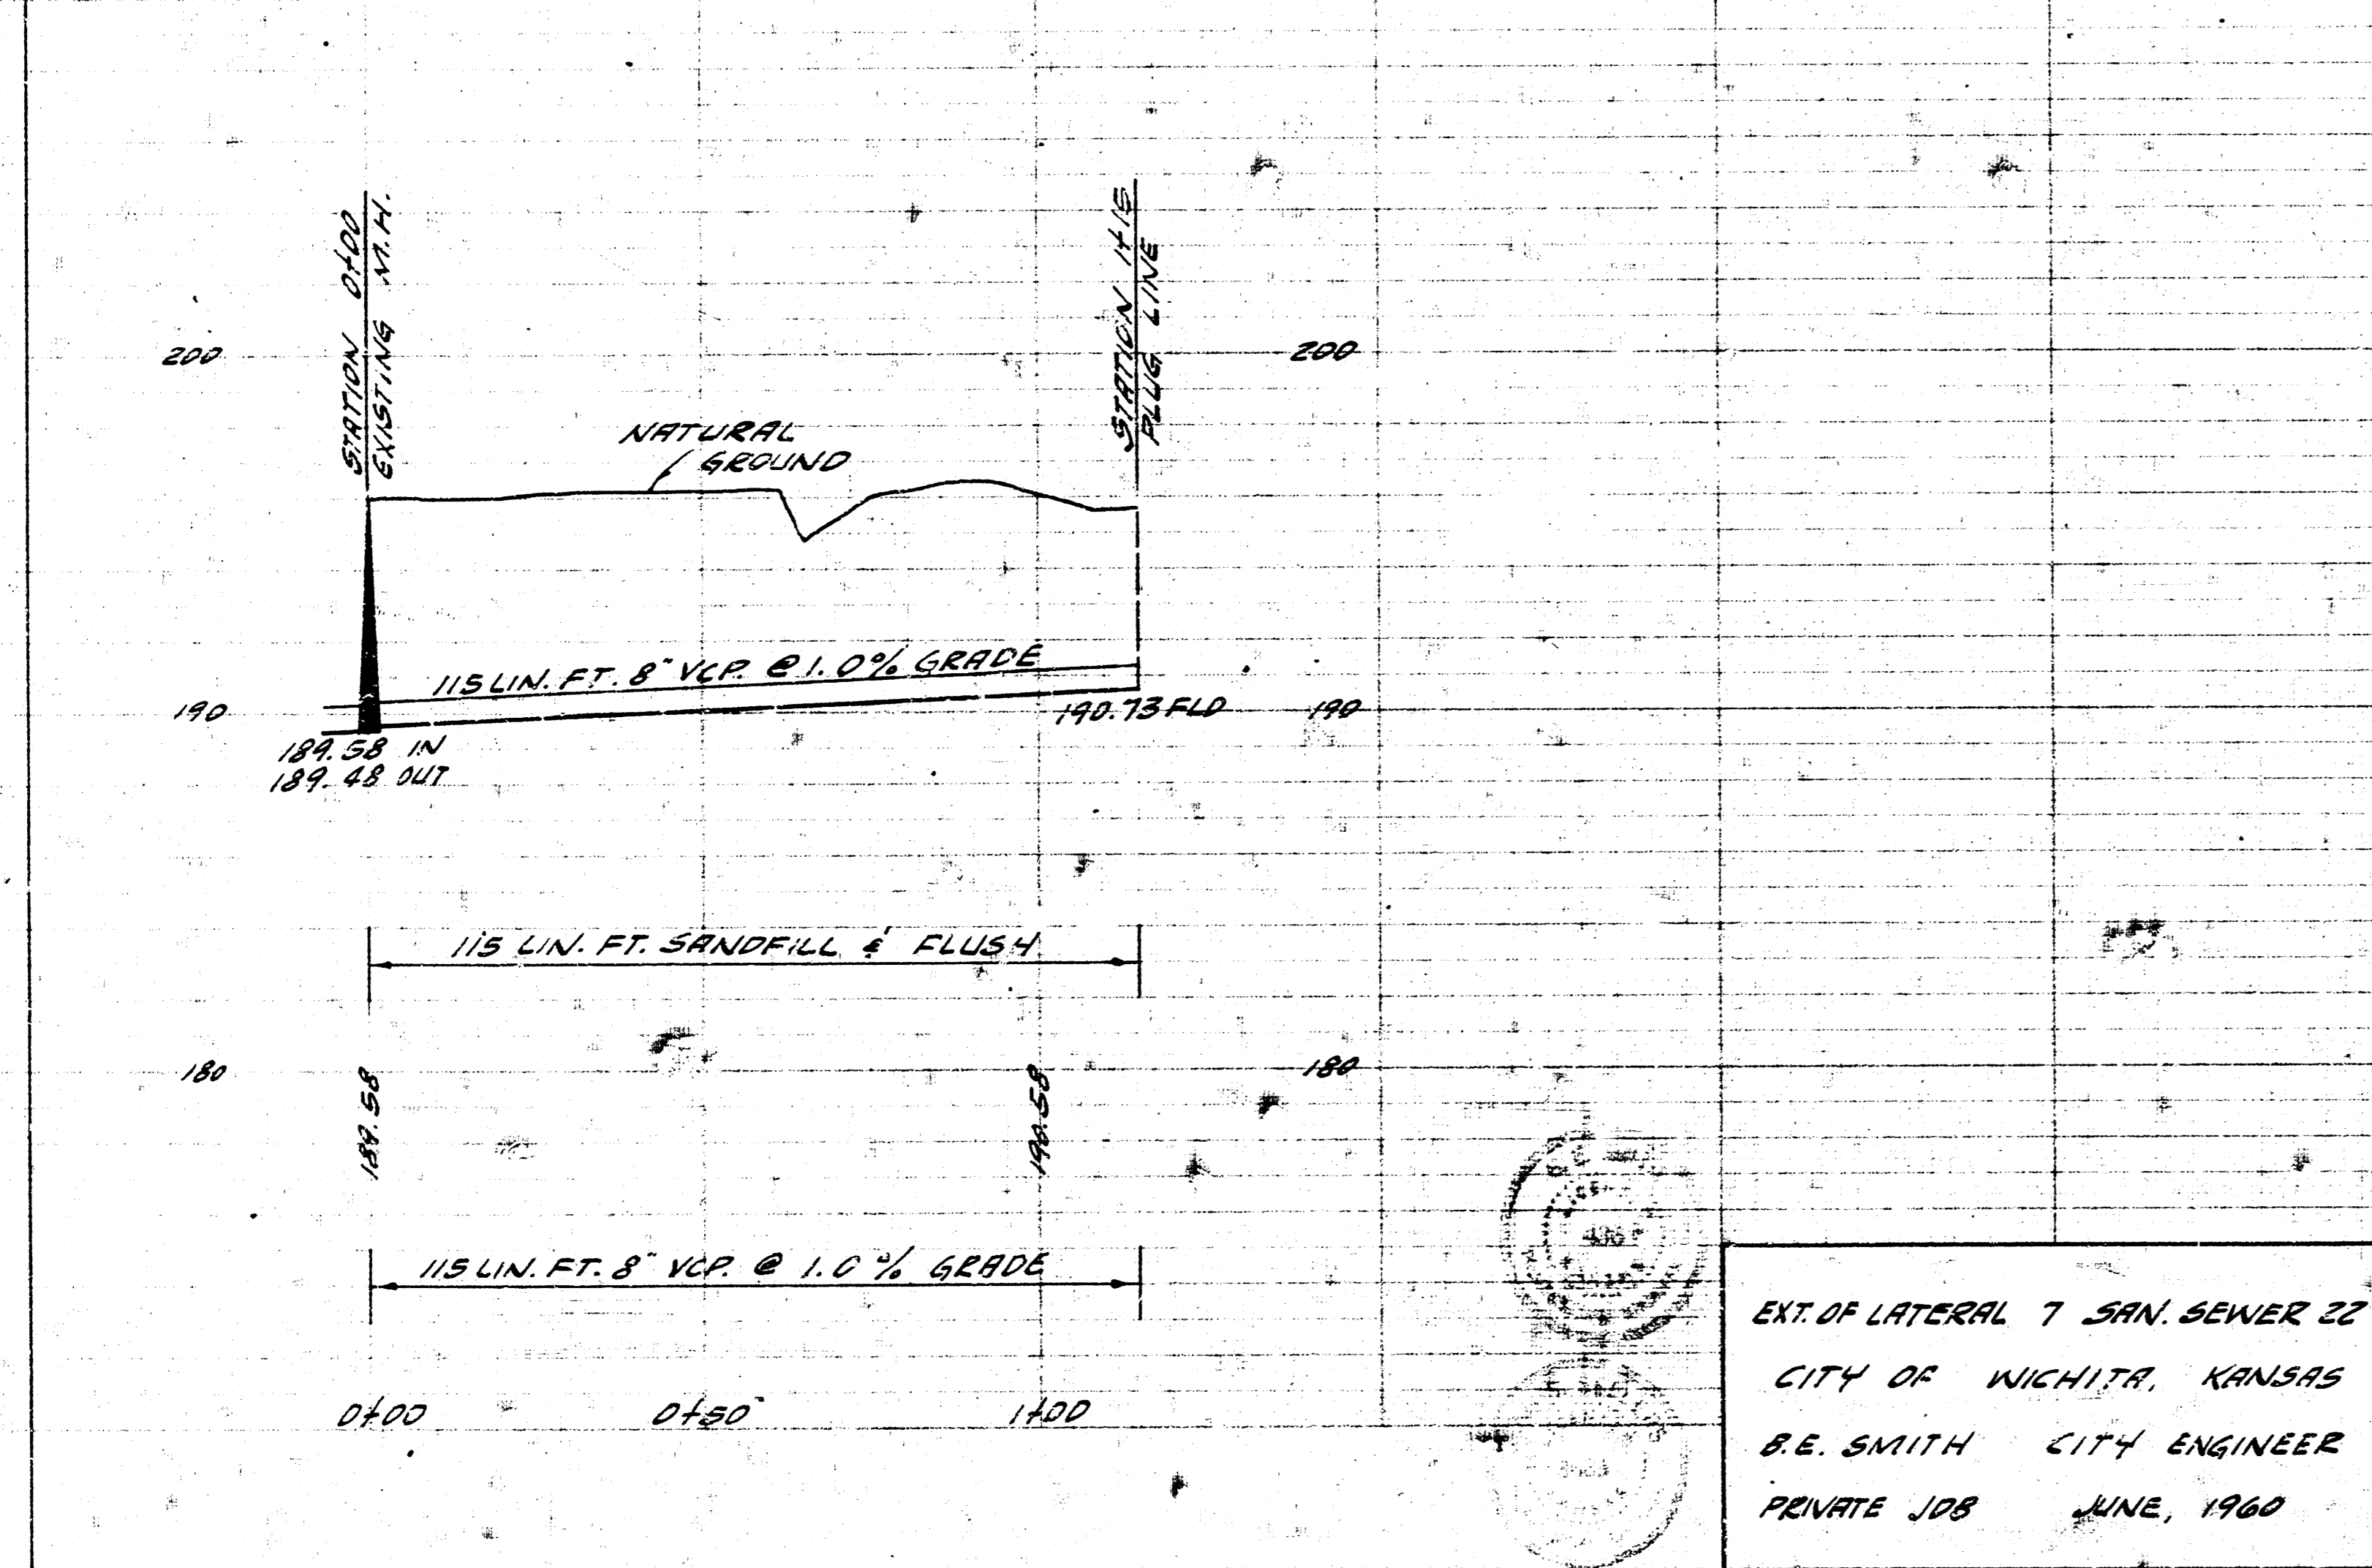 STATION 0+00
EXISTING M.H.
STATION 1+15
PLUG LINE
200
200
NATURAL
GROUND
115 LIN. FT. 8" VCP. @ 1.0% GRADE
190
190.73 FLD
190
189.58 IN
189.48 OUT
115 LIN. FT. SANDFILL & FLUSH
180
180
189.58
190.58
115 LIN. FT. 8" VCP. @ 1.0% GRADE
0+00
0+50
1+00
EXT. OF LATERAL 7 SAN. SEWER 22
CITY OF WICHITA, KANSAS
B.E. SMITH CITY ENGINEER
PRIVATE JOB JUNE, 1960